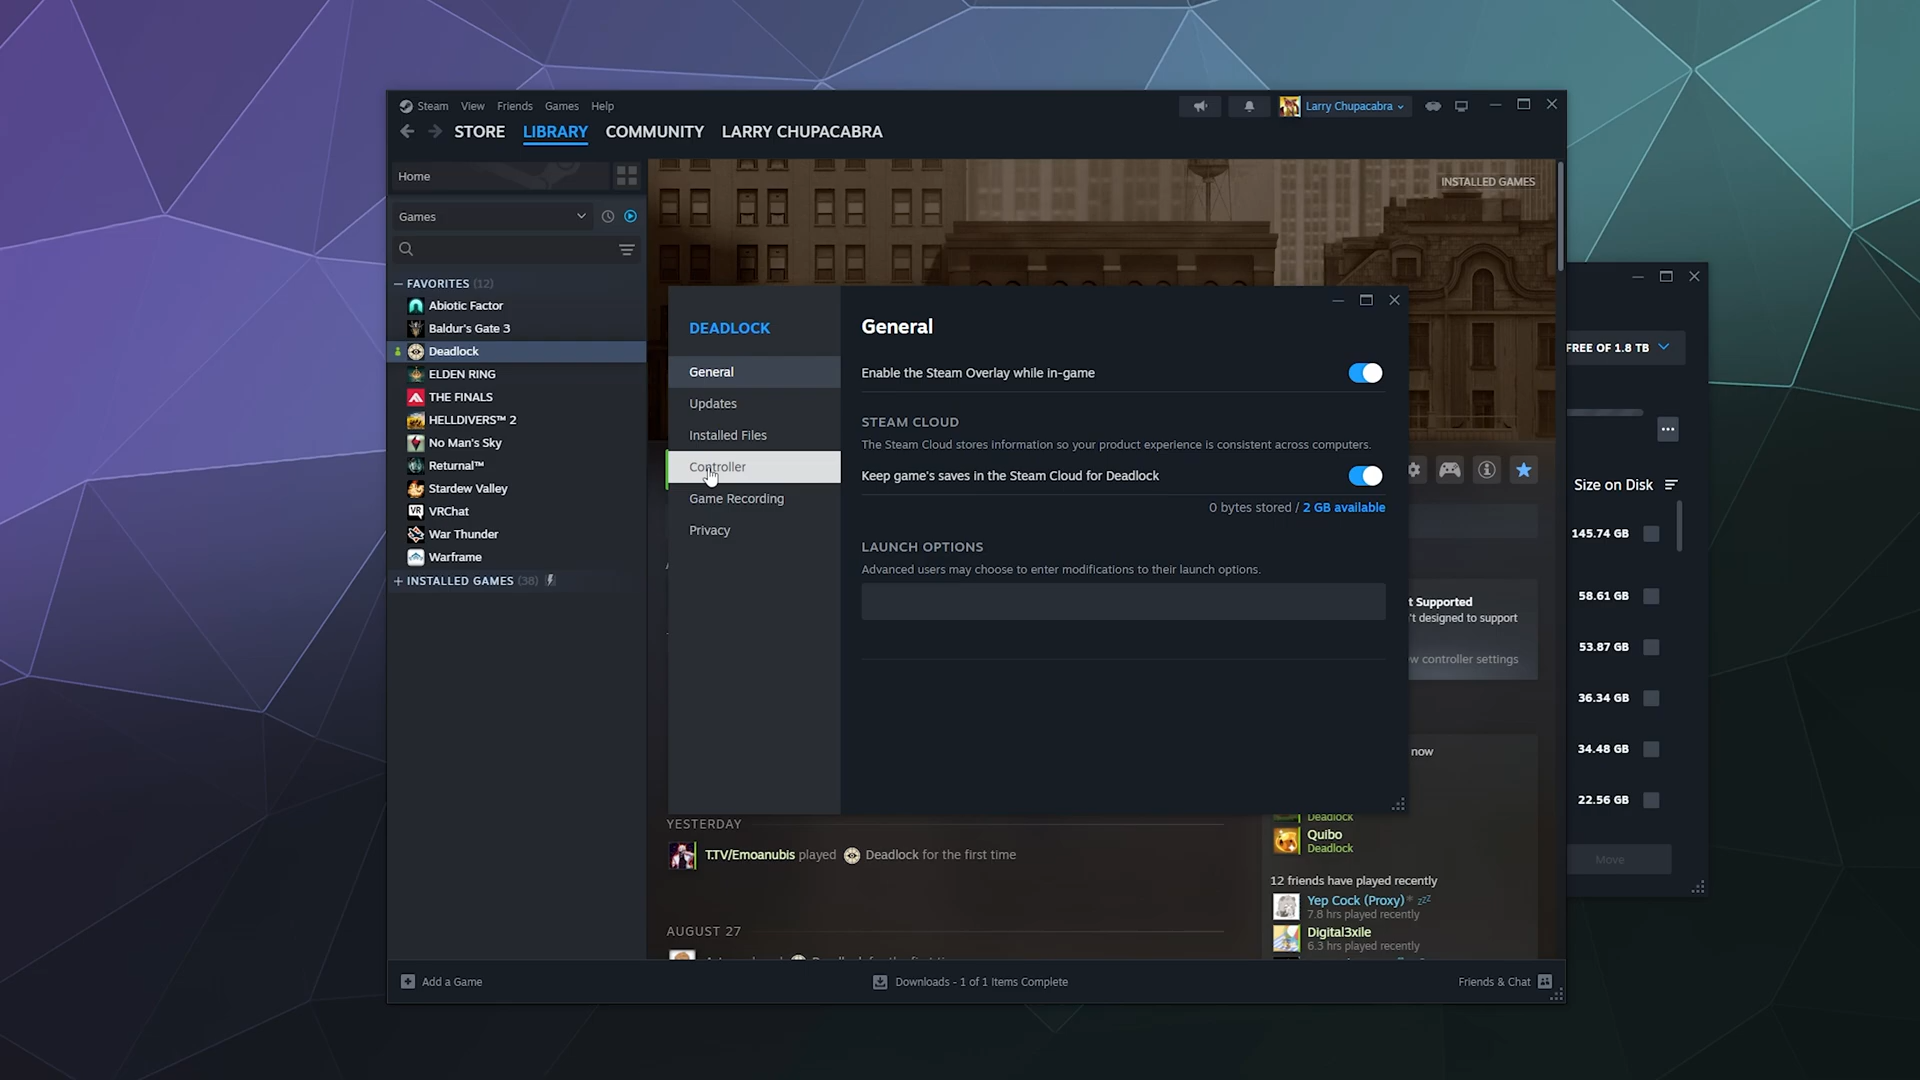 Steam View Friends Games Help
Larry Chupacabra
STORE LIBRARY COMMUNITY LARRY CHUPACABRA
Home
INSTALLED GAMES
Games
FAVORITES (12)
Abiotic Factor
Baldur's Gate 3
Deadlock
ELDEN RING
THE FINALS
HELLDIVERS™ 2
No Man's Sky
Returnal™
Stardew Valley
VR VRChat
War Thunder
Warframe
INSTALLED GAMES (38)
DEADLOCK
General
Updates
Installed Files
Controller
Game Recording
Privacy
General
Enable the Steam Overlay while in-game
STEAM CLOUD
The Steam Cloud stores information so your product experience is consistent across computers.
Keep game's saves in the Steam Cloud for Deadlock
0 bytes stored / 2 GB available
LAUNCH OPTIONS
Advanced users may choose to enter modifications to their launch options.
t Supported
't designed to support
w controller settings
now
YESTERDAY
T.TV/Emoanubis played Deadlock for the first time
AUGUST 27
Deadlock
Quibo
Deadlock
12 friends have played recently
Yep Cock (Proxy) * zzZ
7.8 hrs played recently
Digital3xile
6.3 hrs played recently
FREE OF 1.8 TB
Size on Disk
145.74 GB
58.61 GB
53.87 GB
36.34 GB
34.48 GB
22.56 GB
Move
Add a Game
Downloads - 1 of 1 Items Complete
Friends & Chat